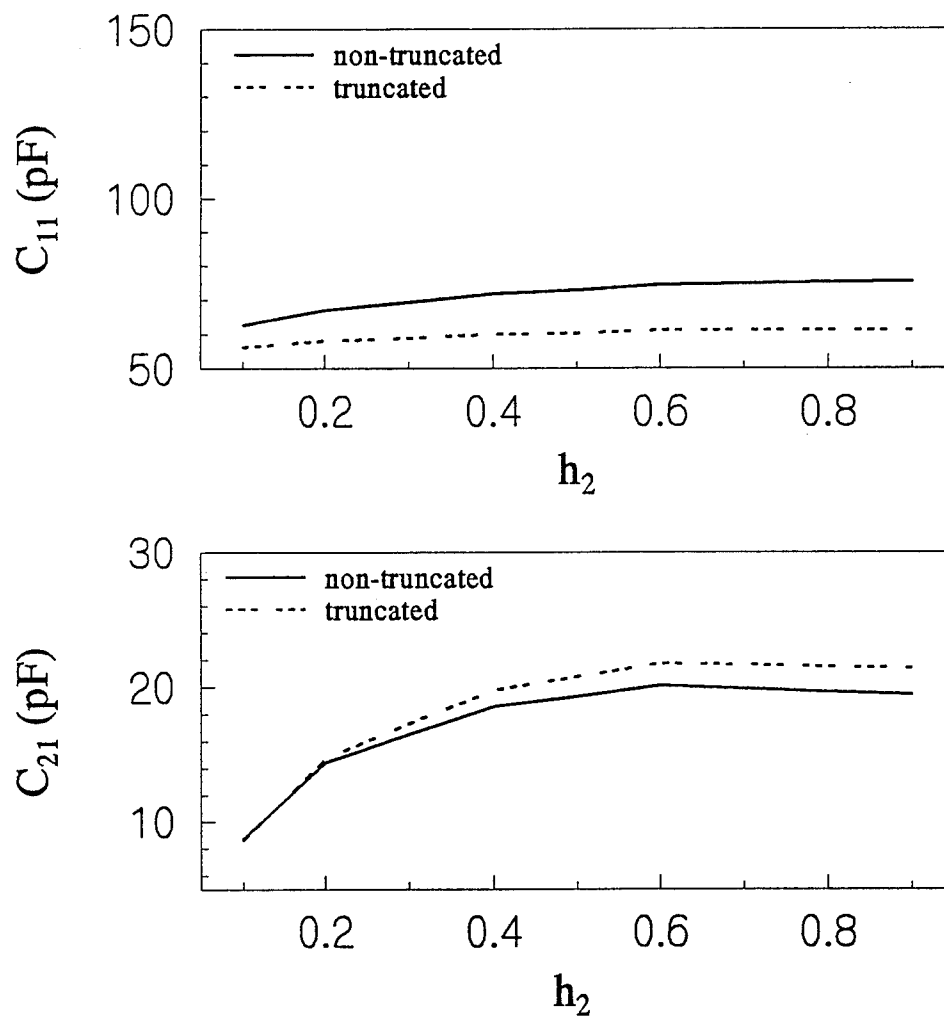 150
non-truncated
truncated
C₁₁ (pF)
100
50
0.2 0.4 0.6 0.8
h₂
30
non-truncated
truncated
C₂₁ (pF)
20
10
0.2 0.4 0.6 0.8
h₂